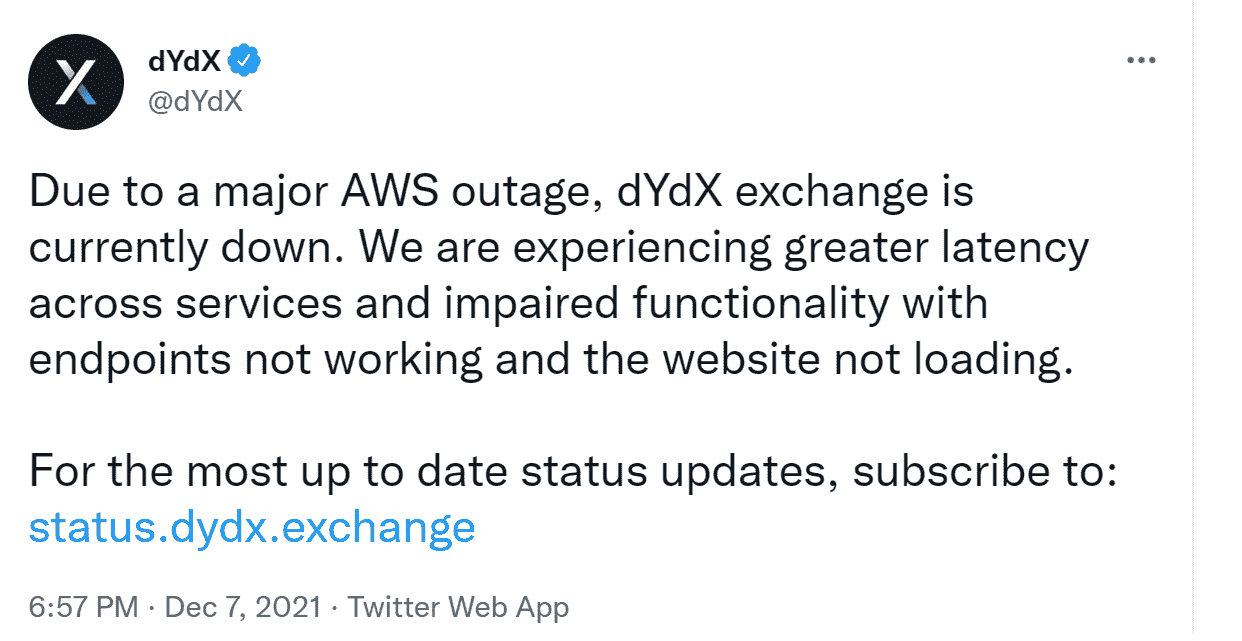 dYdX
@dYdX
Due to a major AWS outage, dYdX exchange is
currently down. We are experiencing greater latency
across services and impaired functionality with
endpoints not working and the website not loading.
For the most up to date status updates, subscribe to:
status.dydx.exchange
6:57 PM · Dec 7, 2021 · Twitter Web App